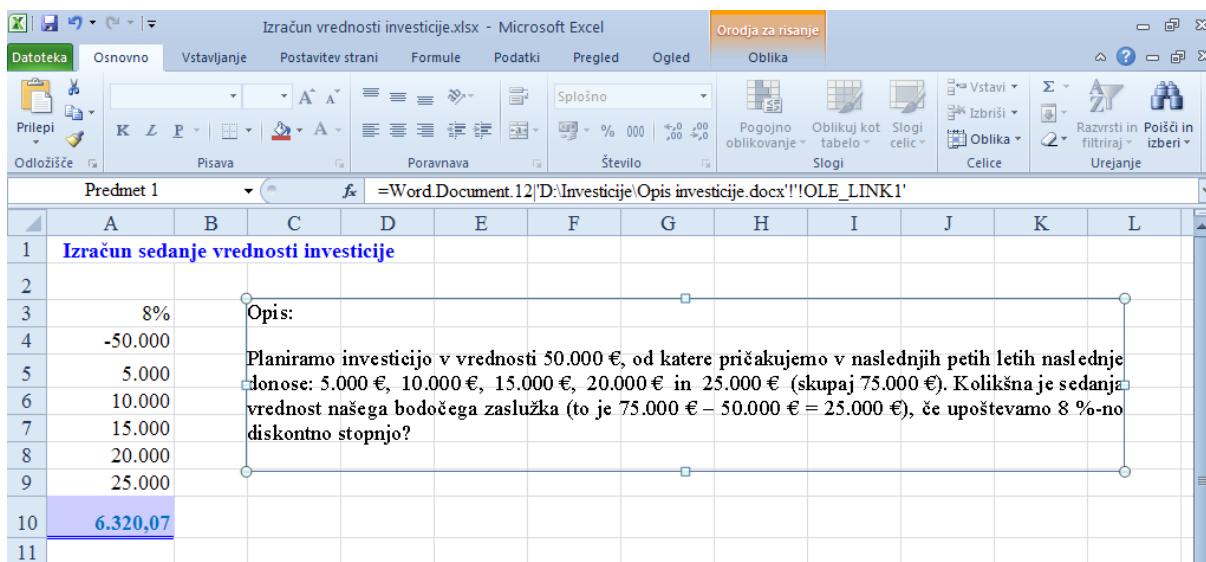 Izračun vrednosti investicije.xlsx - Microsoft Excel
Orodja za risanje
Datoteka Osnovno Vstavljanje Postavitev strani Formule Podatki Pregled Ogled Oblika
Prilepi
K L P A A A
Splošno
% 000 ,00 ,00
Pogojno oblikovanje
Oblikuj kot tabelo
Slogi celic
Vstavi
Izbriši
Oblika
Σ
Razvrsti in filtriraj
Poišči in izberi
Odložišče Pisava Poravnava Število Slogi Celice Urejanje
Predmet 1 fx =Word.Document.12|'D:\Investicije\Opis investicije.docx'!'!OLE_LINK1'
A B C D E F G H I J K L
1 Izračun sedanje vrednosti investicije
2
3 8% Opis:
4 -50.000
Planiramo investicijo v vrednosti 50.000 €, od katere pričakujemo v naslednjih petih letih naslednje
5 5.000 donose: 5.000 €, 10.000 €, 15.000 €, 20.000 € in 25.000 € (skupaj 75.000 €). Kolikšna je sedanja
6 10.000 vrednost našega bodočega zaslužka (to je 75.000 € – 50.000 € = 25.000 €), če upoštevamo 8 %-no
7 15.000 diskontno stopnjo?
8 20.000
9 25.000
10 6.320,07
11